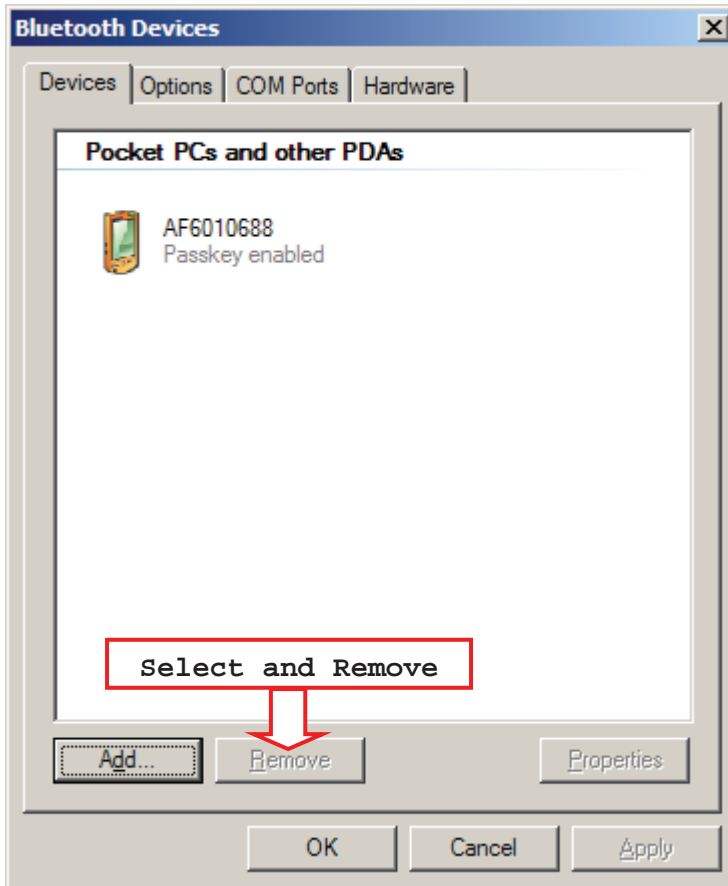 Bluetooth Devices
Devices Options COM Ports Hardware
Pocket PCs and other PDAs
AF6010688
Passkey enabled
Select and Remove
Add... Remove Properties
OK Cancel Apply